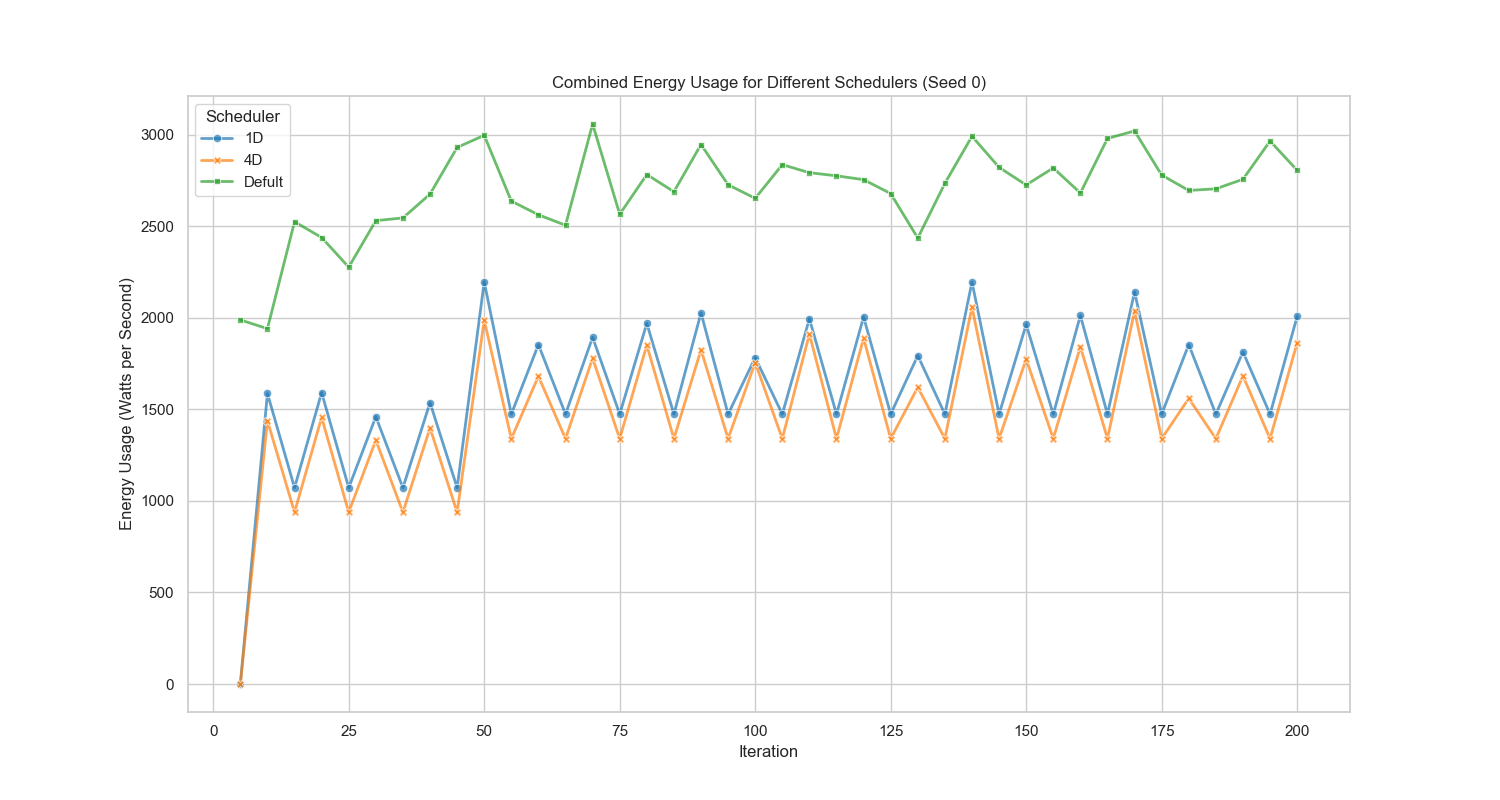 Combined Energy Usage for Different Schedulers (Seed 0)
Scheduler
1D
4D
Defult
Energy Usage (Watts per Second)
3000
2500
2000
1500
1000
500
0
0 25 50 75 100 125 150 175 200
Iteration